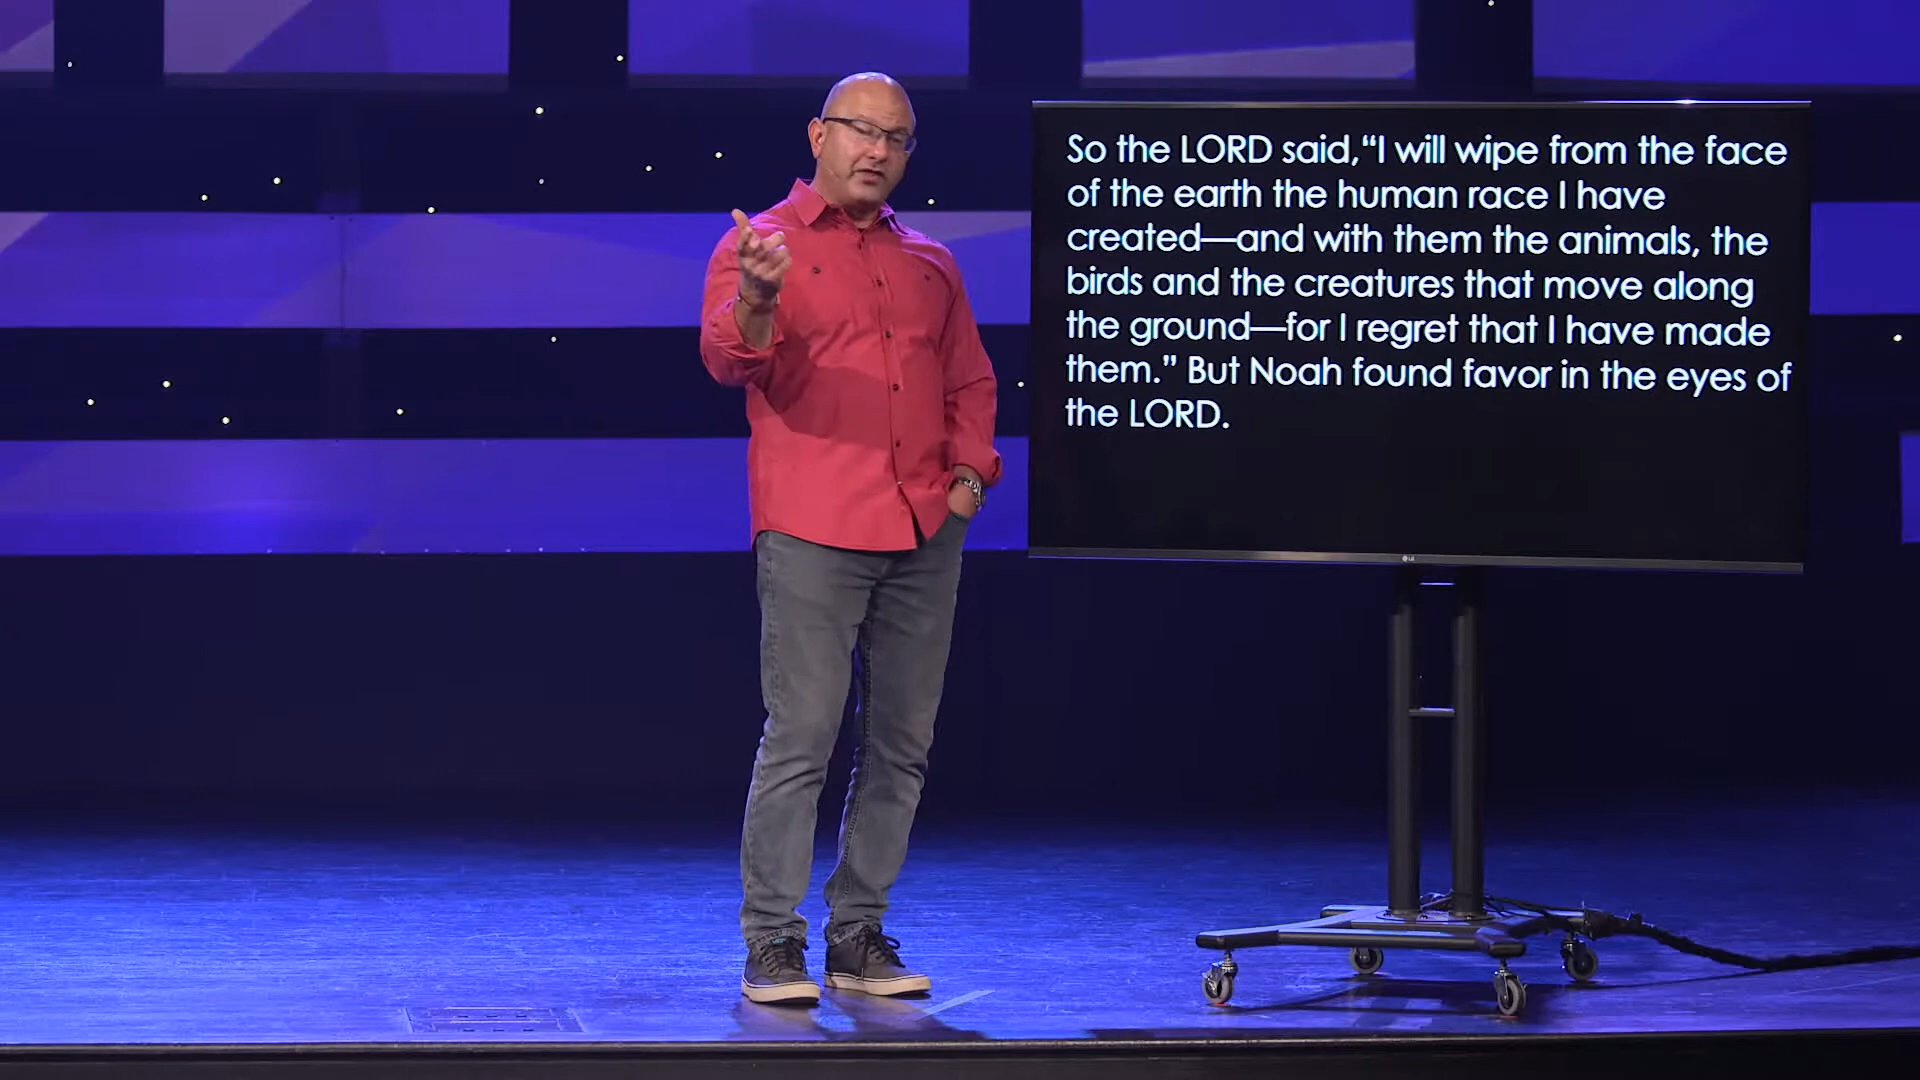 So the LORD said,“I will wipe from the face
of the earth the human race I have
created—and with them the animals, the
birds and the creatures that move along
the ground—for I regret that I have made
them.” But Noah found favor in the eyes of
the LORD.
LG